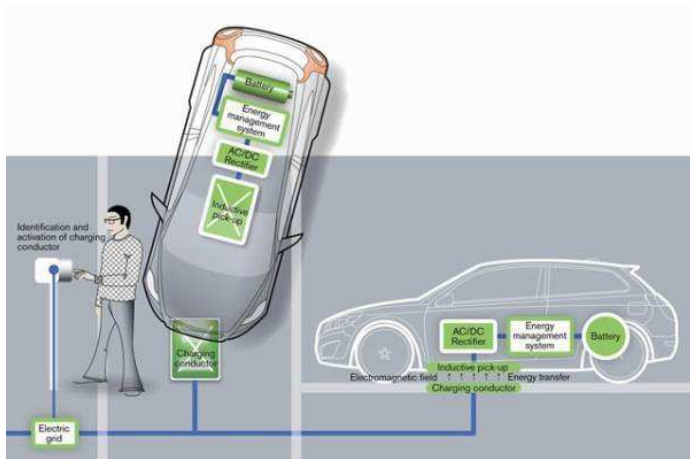 Battery
Energy
management
system
AC/DC
Rectifier
Inductive
pick-up
Identification and
activation of charging
conductor
Charging
conductor
Electric
grid
AC/DC
Rectifier
Energy
management
system
Battery
Inductive pick-up
Electromagnetic field
Energy transfer
Charging conductor